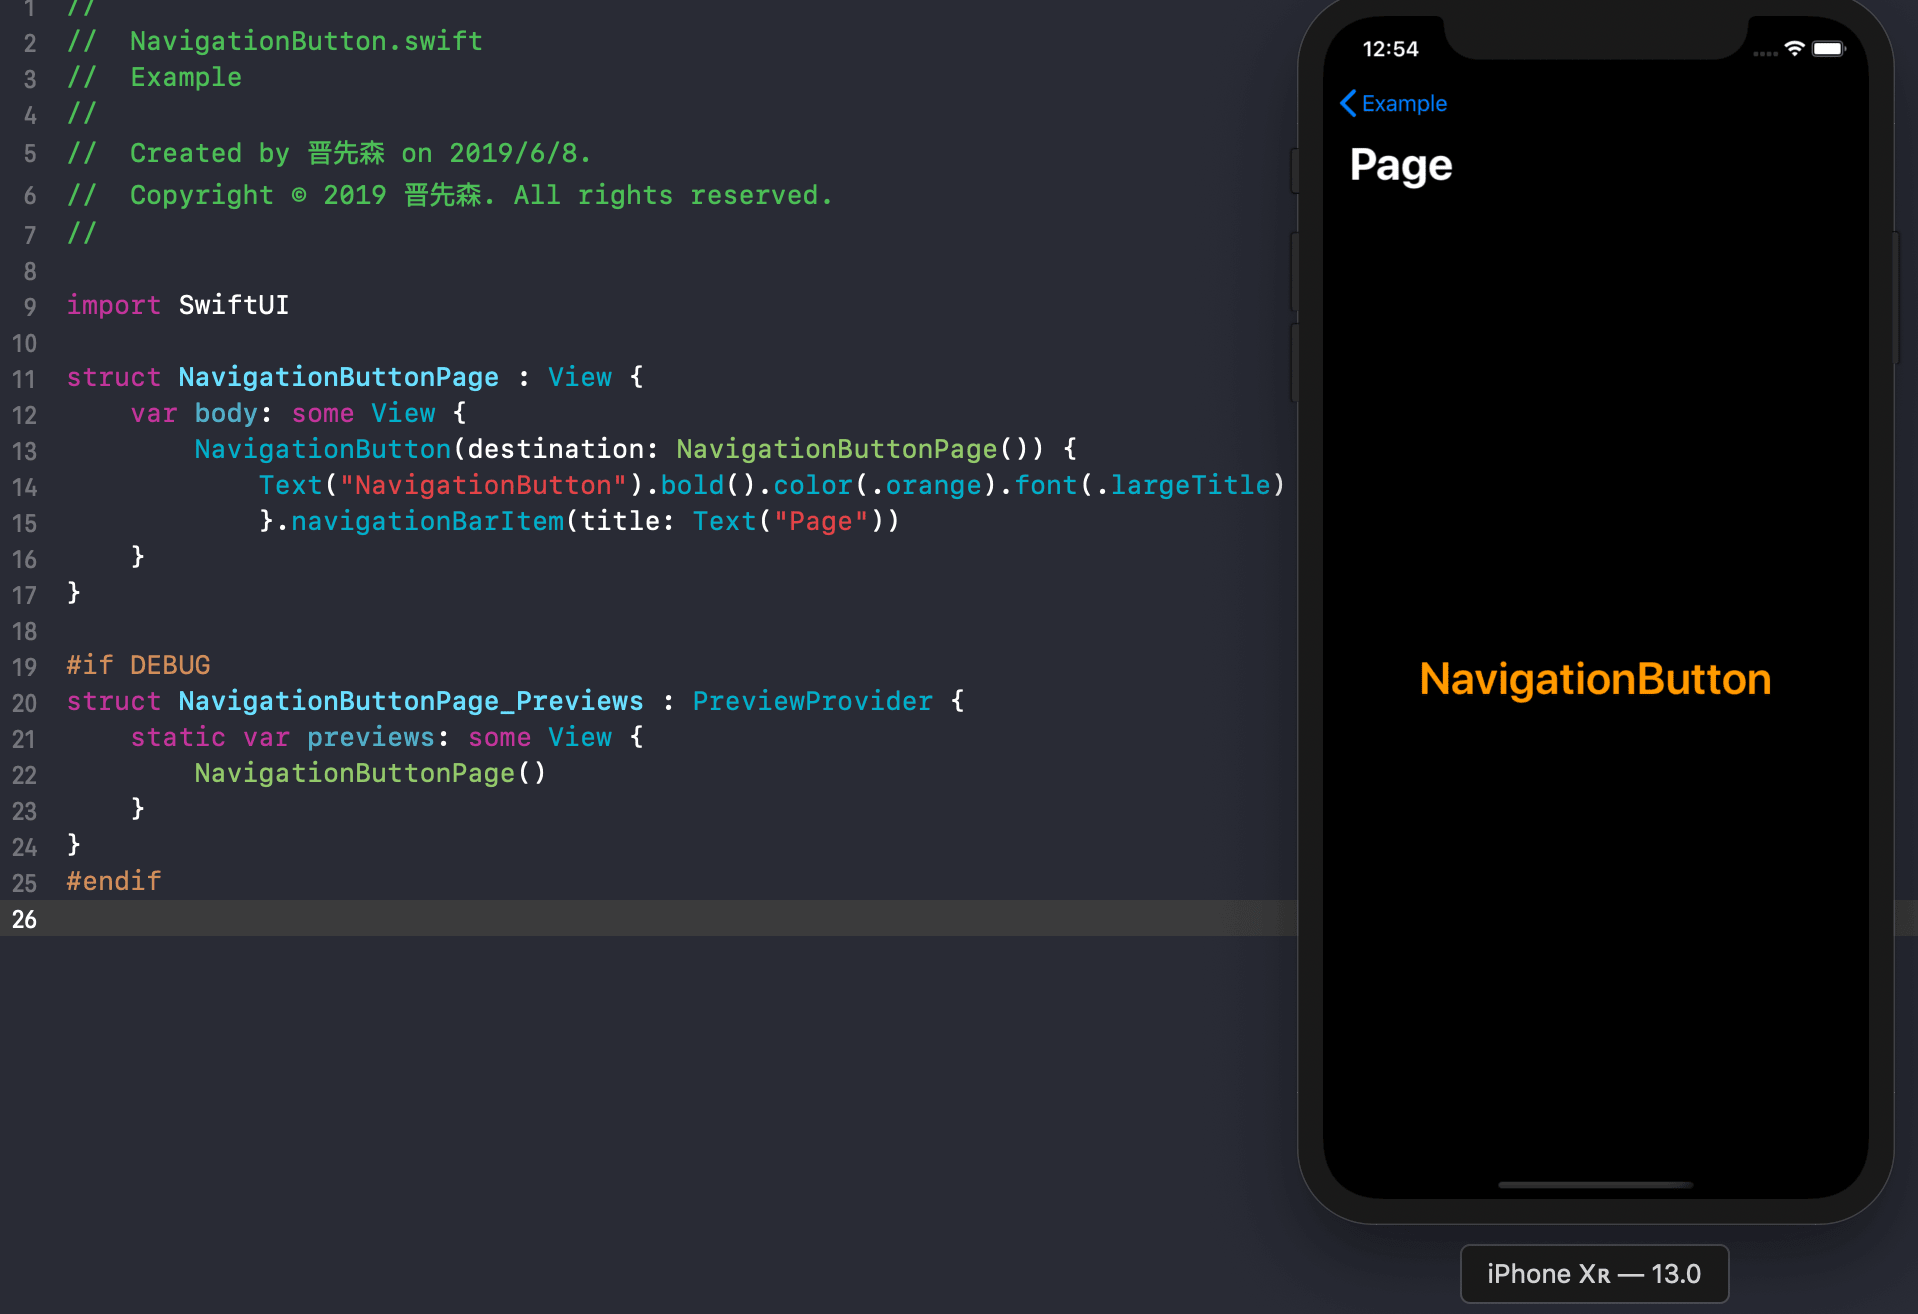 1 //
2 //  NavigationButton.swift
3 //  Example
4 //
5 //  Created by 晋先森 on 2019/6/8.
6 //  Copyright © 2019 晋先森. All rights reserved.
7 //
8
9 import SwiftUI
10
11 struct NavigationButtonPage : View {
12     var body: some View {
13         NavigationButton(destination: NavigationButtonPage()) {
14             Text("NavigationButton").bold().color(.orange).font(.largeTitle)
15             }.navigationBarItem(title: Text("Page"))
16     }
17 }
18
19 #if DEBUG
20 struct NavigationButtonPage_Previews : PreviewProvider {
21     static var previews: some View {
22         NavigationButtonPage()
23     }
24 }
25 #endif
26
12:54
Example
Page
NavigationButton
iPhone Xʀ — 13.0